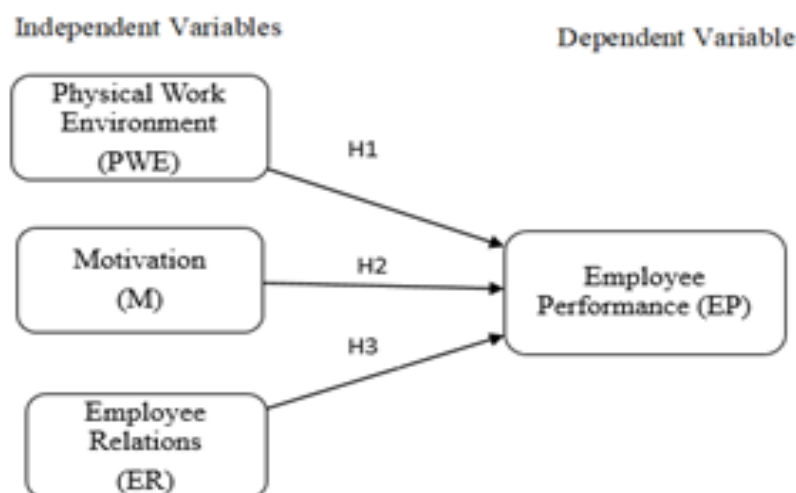 Independent Variables
Dependent Variable
Physical Work
Environment
(PWE)
H1
Motivation
(M)
H2
Employee
Performance (EP)
H3
Employee
Relations
(ER)